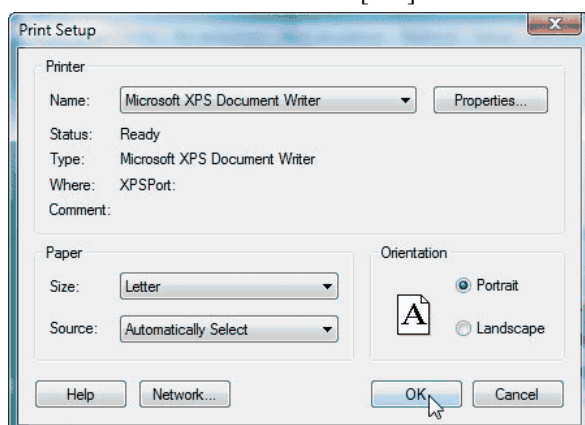 Print Setup
Printer
Name: Microsoft XPS Document Writer Properties...
Status: Ready
Type: Microsoft XPS Document Writer
Where: XPSPort:
Comment:
Paper
Size: Letter
Source: Automatically Select
Orientation
A
Portrait
Landscape
Help Network... OK Cancel